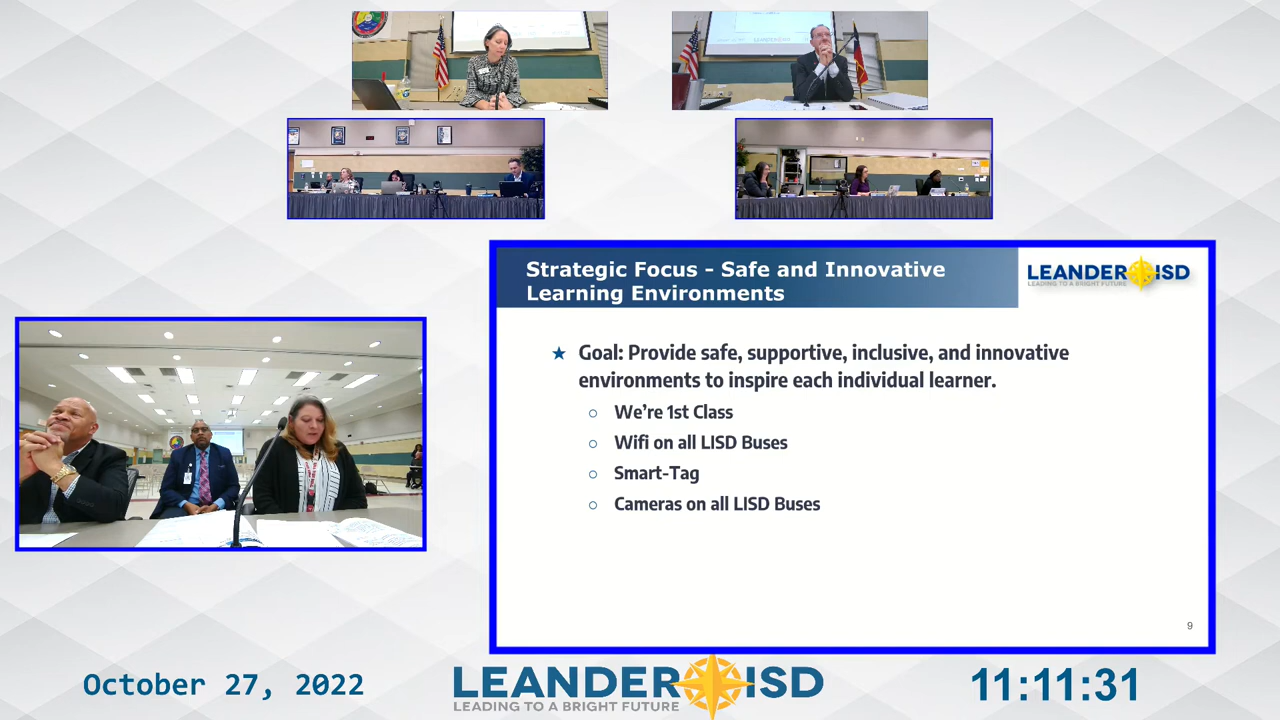 Strategic Focus - Safe and Innovative
Learning Environments
LEANDER ISD
LEADING TO A BRIGHT FUTURE
★ Goal: Provide safe, supportive, inclusive, and innovative
environments to inspire each individual learner.
○ We're 1st Class
○ Wifi on all LISD Buses
○ Smart-Tag
○ Cameras on all LISD Buses
9
October 27, 2022
LEANDER ISD
LEADING TO A BRIGHT FUTURE
11:11:31